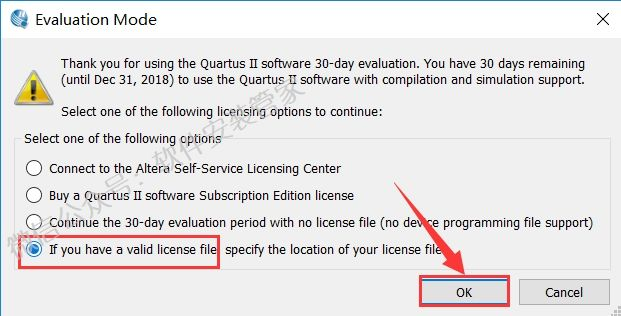 Evaluation Mode
Thank you for using the Quartus II software 30-day evaluation. You have 30 days remaining
(until Dec 31, 2018) to use the Quartus II software with compilation and simulation support.
Select one of the following licensing options to continue:
Select one of the following options
Connect to the Altera Self-Service Licensing Center
Buy a Quartus II software Subscription Edition license
Continue the 30-day evaluation period with no license file (no device programming file support)
If you have a valid license file, specify the location of your license file
OK
Cancel
微信公众号：软件安装管家